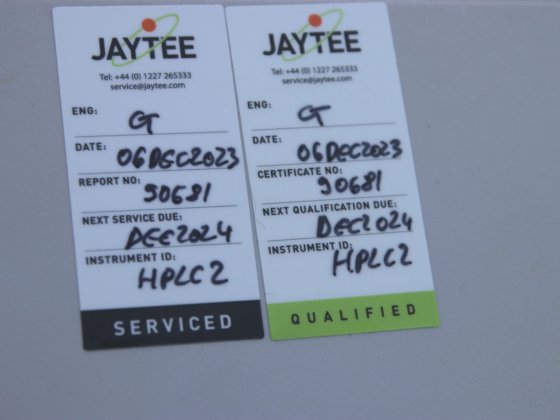 JAYTEE
Tel: +44 (0) 1227 265333
service@jaytee.com
ENG: GT
DATE: 06DEC2023
REPORT NO: 90681
NEXT SERVICE DUE: DEC2024
INSTRUMENT ID: HPLC2
SERVICED
JAYTEE
Tel: +44 (0) 1227 265333
service@jaytee.com
ENG: GT
DATE: 06DEC2023
CERTIFICATE NO: 90681
NEXT QUALIFICATION DUE: DEC2024
INSTRUMENT ID: HPLC2
QUALIFIED